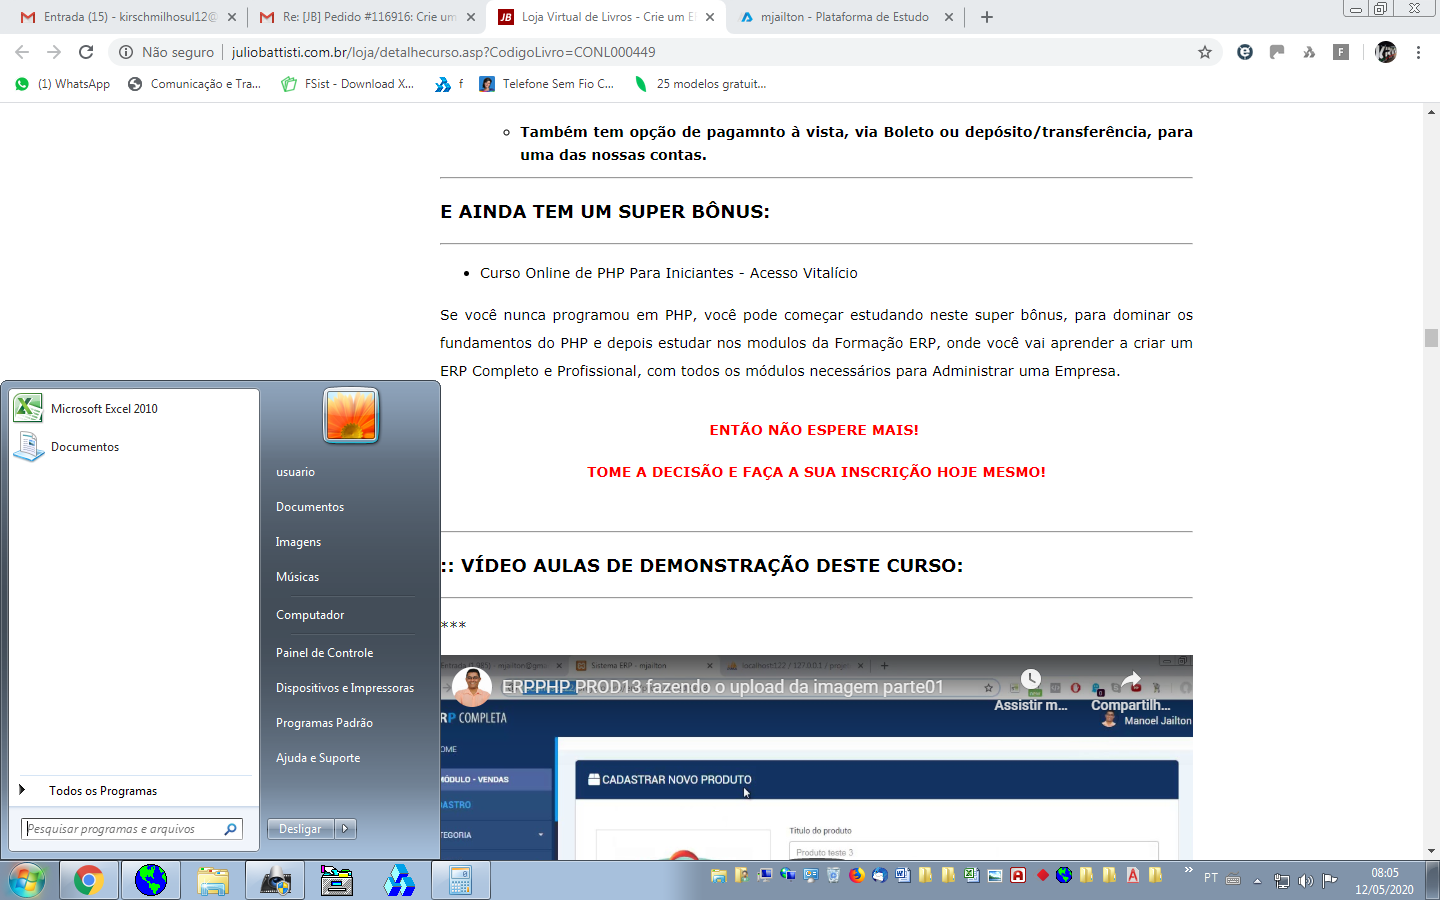 Entrada (15) - kirschmilhosul12@
Re: [JB] Pedido #116916: Crie um
Loja Virtual de Livros - Crie um E
mjailton - Plataforma de Estudo
Não seguro
juliobattisti.com.br/loja/detalhecurso.asp?CodigoLivro=CONL000449
(1) WhatsApp
Comunicação e Tra...
FSist - Download X...
f
Telefone Sem Fio C...
25 modelos gratuit...
Também tem opção de pagamnto à vista, via Boleto ou depósito/transferência, para
uma das nossas contas.
E AINDA TEM UM SUPER BÔNUS:
Curso Online de PHP Para Iniciantes - Acesso Vitalício
Se você nunca programou em PHP, você pode começar estudando neste super bônus, para dominar os
fundamentos do PHP e depois estudar nos modulos da Formação ERP, onde você vai aprender a criar um
ERP Completo e Profissional, com todos os módulos necessários para Administrar uma Empresa.
ENTÃO NÃO ESPERE MAIS!
TOME A DECISÃO E FAÇA A SUA INSCRIÇÃO HOJE MESMO!
:: VÍDEO AULAS DE DEMONSTRAÇÃO DESTE CURSO:
***
Sistema ERP - mjailton
ERPPHP PROD13 fazendo o upload da imagem parte01
Assistir m...
Compartilh...
RP COMPLETA
Manoel Jailton
OME
MÓDULO - VENDAS
DASTRO
TEGORIA
CADASTRAR NOVO PRODUTO
Titulo do produto
Produto teste 3
Microsoft Excel 2010
Documentos
Todos os Programas
Pesquisar programas e arquivos
usuario
Documentos
Imagens
Músicas
Computador
Painel de Controle
Dispositivos e Impressoras
Programas Padrão
Ajuda e Suporte
Desligar
PT
08:05
12/05/2020